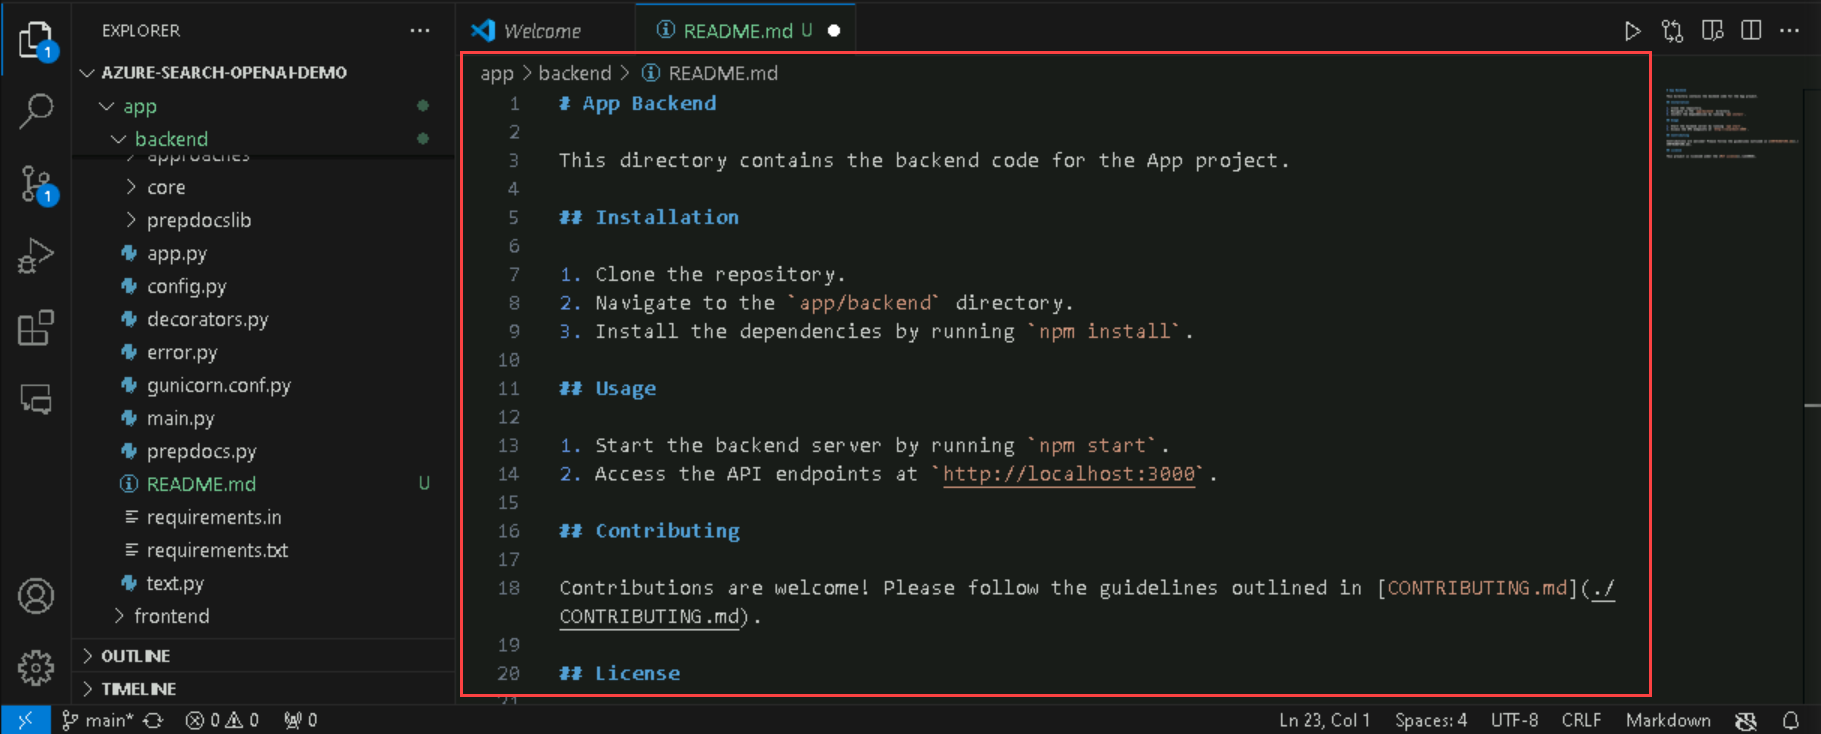 EXPLORER ···
Welcome
README.md U ●
AZURE-SEARCH-OPENAI-DEMO
app
backend
approaches
core
prepdocslib
app.py
config.py
decorators.py
error.py
gunicorn.conf.py
main.py
prepdocs.py
README.md U
requirements.in
requirements.txt
text.py
frontend
OUTLINE
TIMELINE
1
1
app > backend > README.md
1 # App Backend
2
3 This directory contains the backend code for the App project.
4
5 ## Installation
6
7 1. Clone the repository.
8 2. Navigate to the `app/backend` directory.
9 3. Install the dependencies by running `npm install`.
10
11 ## Usage
12
13 1. Start the backend server by running `npm start`.
14 2. Access the API endpoints at `http://localhost:3000`.
15
16 ## Contributing
17
18 Contributions are welcome! Please follow the guidelines outlined in [CONTRIBUTING.md](./
CONTRIBUTING.md).
19
20 ## License
21
main* 0 0 0
Ln 23, Col 1 Spaces: 4 UTF-8 CRLF Markdown